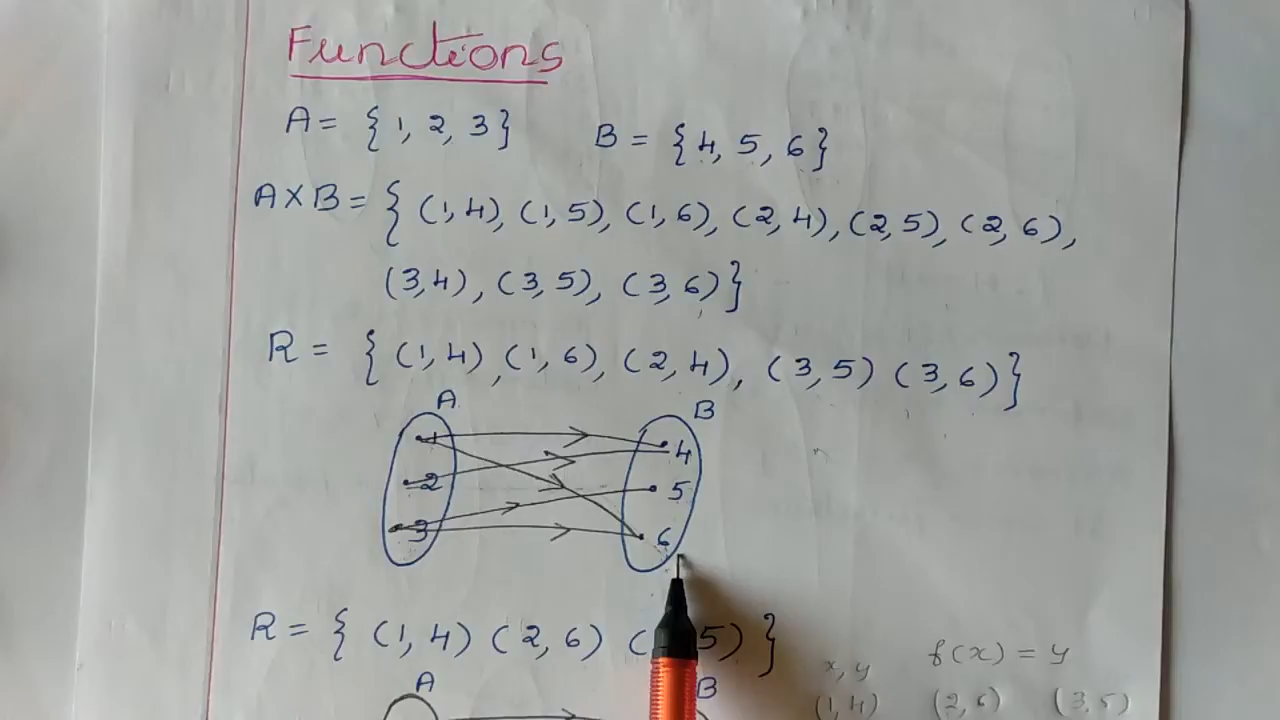 Functions
A = {1, 2, 3}   B = {4, 5, 6}
A X B = {(1,4), (1,5), (1,6), (2,4), (2,5), (2,6),
(3,4), (3,5), (3,6)}
R = {(1,4), (1,6), (2,4), (3,5) (3,6)}
A   B
1   4
2   5
3   6
R = {(1,4) (2,6) ( 5)}
x, y   f(x) = y
A   B   (1,4)   (2,6)   (3,5)